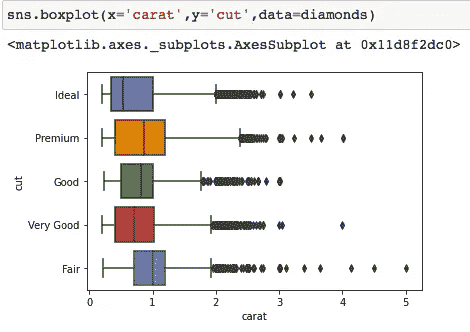 sns.boxplot(x='carat',y='cut',data=diamonds)
<matplotlib.axes._subplots.AxesSubplot at 0x11d8f2dc0>
Ideal
Premium
Good
Very Good
Fair
cut
0 1 2 3 4 5
carat